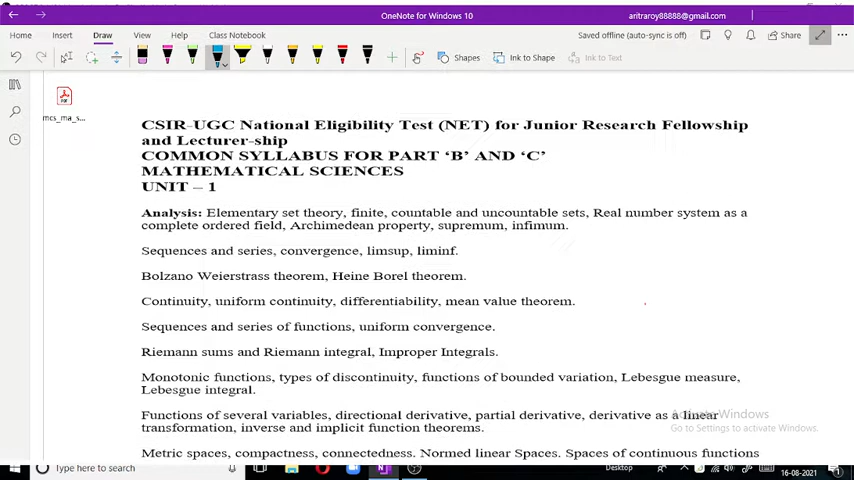 OneNote for Windows 10
aritraroy88888@gmail.com
Home Insert Draw View Help Class Notebook
Saved offline (auto-sync is off)
Share
Shapes
Ink to Shape
Ink to Text
PDF
mcs_ma_s...
CSIR-UGC National Eligibility Test (NET) for Junior Research Fellowship
and Lecturer-ship
COMMON SYLLABUS FOR PART ‘B’ AND ‘C’
MATHEMATICAL SCIENCES
UNIT – 1
Analysis: Elementary set theory, finite, countable and uncountable sets, Real number system as a
complete ordered field, Archimedean property, supremum, infimum.
Sequences and series, convergence, limsup, liminf.
Bolzano Weierstrass theorem, Heine Borel theorem.
Continuity, uniform continuity, differentiability, mean value theorem.
Sequences and series of functions, uniform convergence.
Riemann sums and Riemann integral, Improper Integrals.
Monotonic functions, types of discontinuity, functions of bounded variation, Lebesgue measure,
Lebesgue integral.
Functions of several variables, directional derivative, partial derivative, derivative as a linear
transformation, inverse and implicit function theorems.
Metric spaces, compactness, connectedness. Normed linear Spaces. Spaces of continuous functions
Activate Windows
Go to Settings to activate Windows.
Type here to search
Desktop
16-08-2021